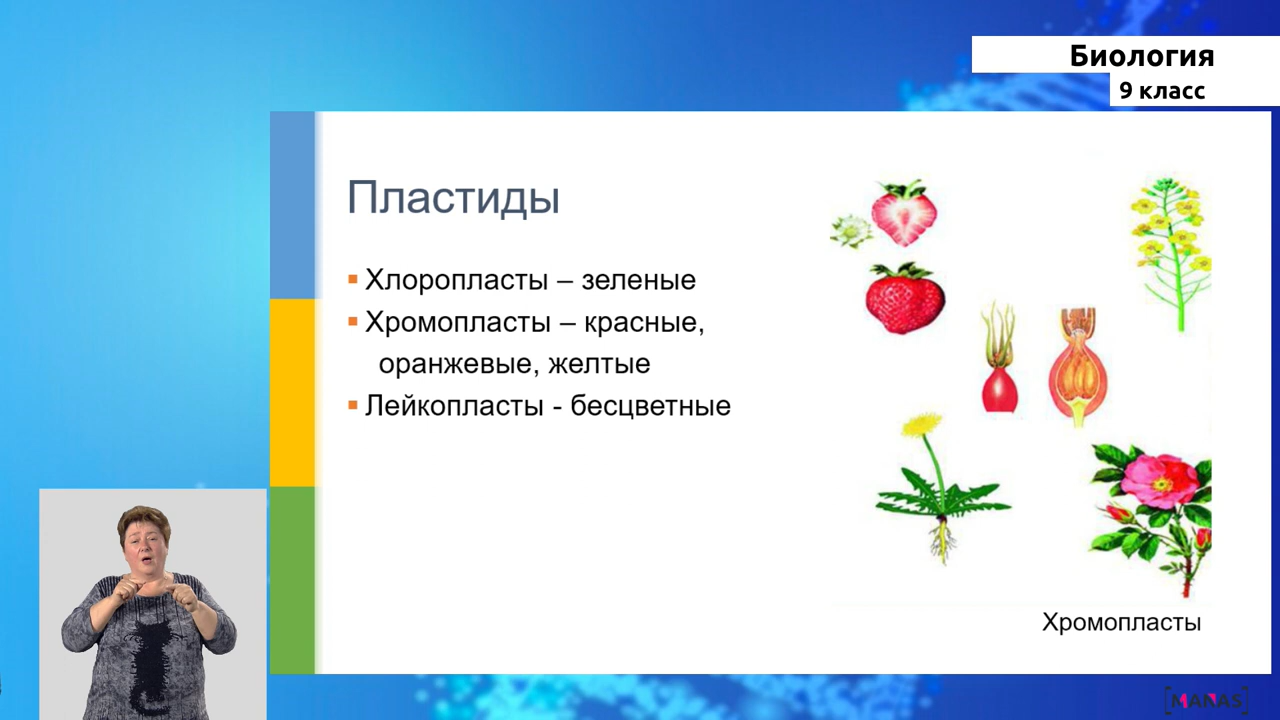 Биология
9 класс
Пластиды
Хлоропласты – зеленые
Хромопласты – красные,
оранжевые, желтые
Лейкопласты - бесцветные
Хромопласты
MANAS